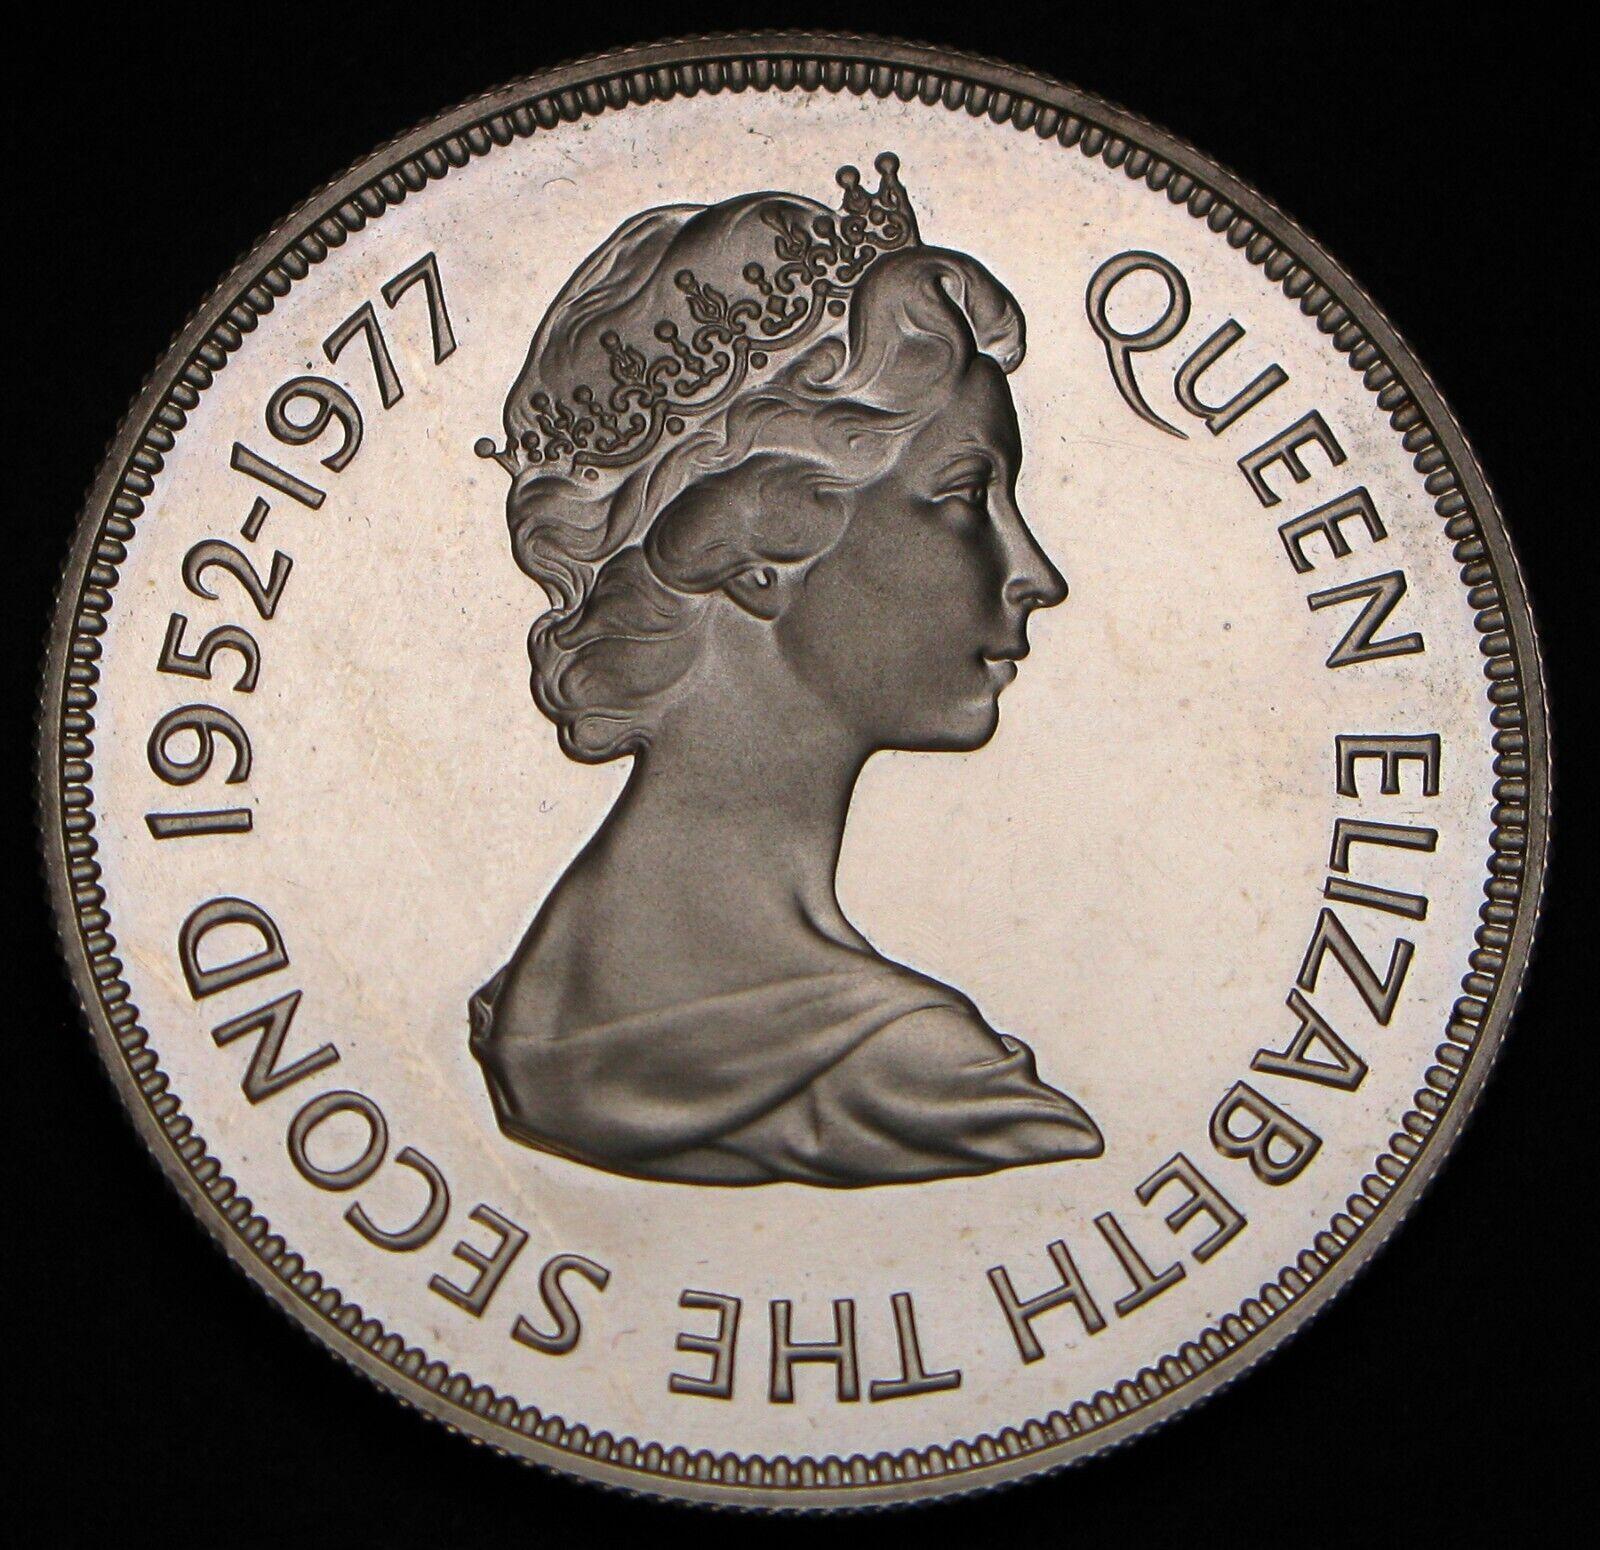 QUEEN ELIZABETH THE SECOND 1952-1977